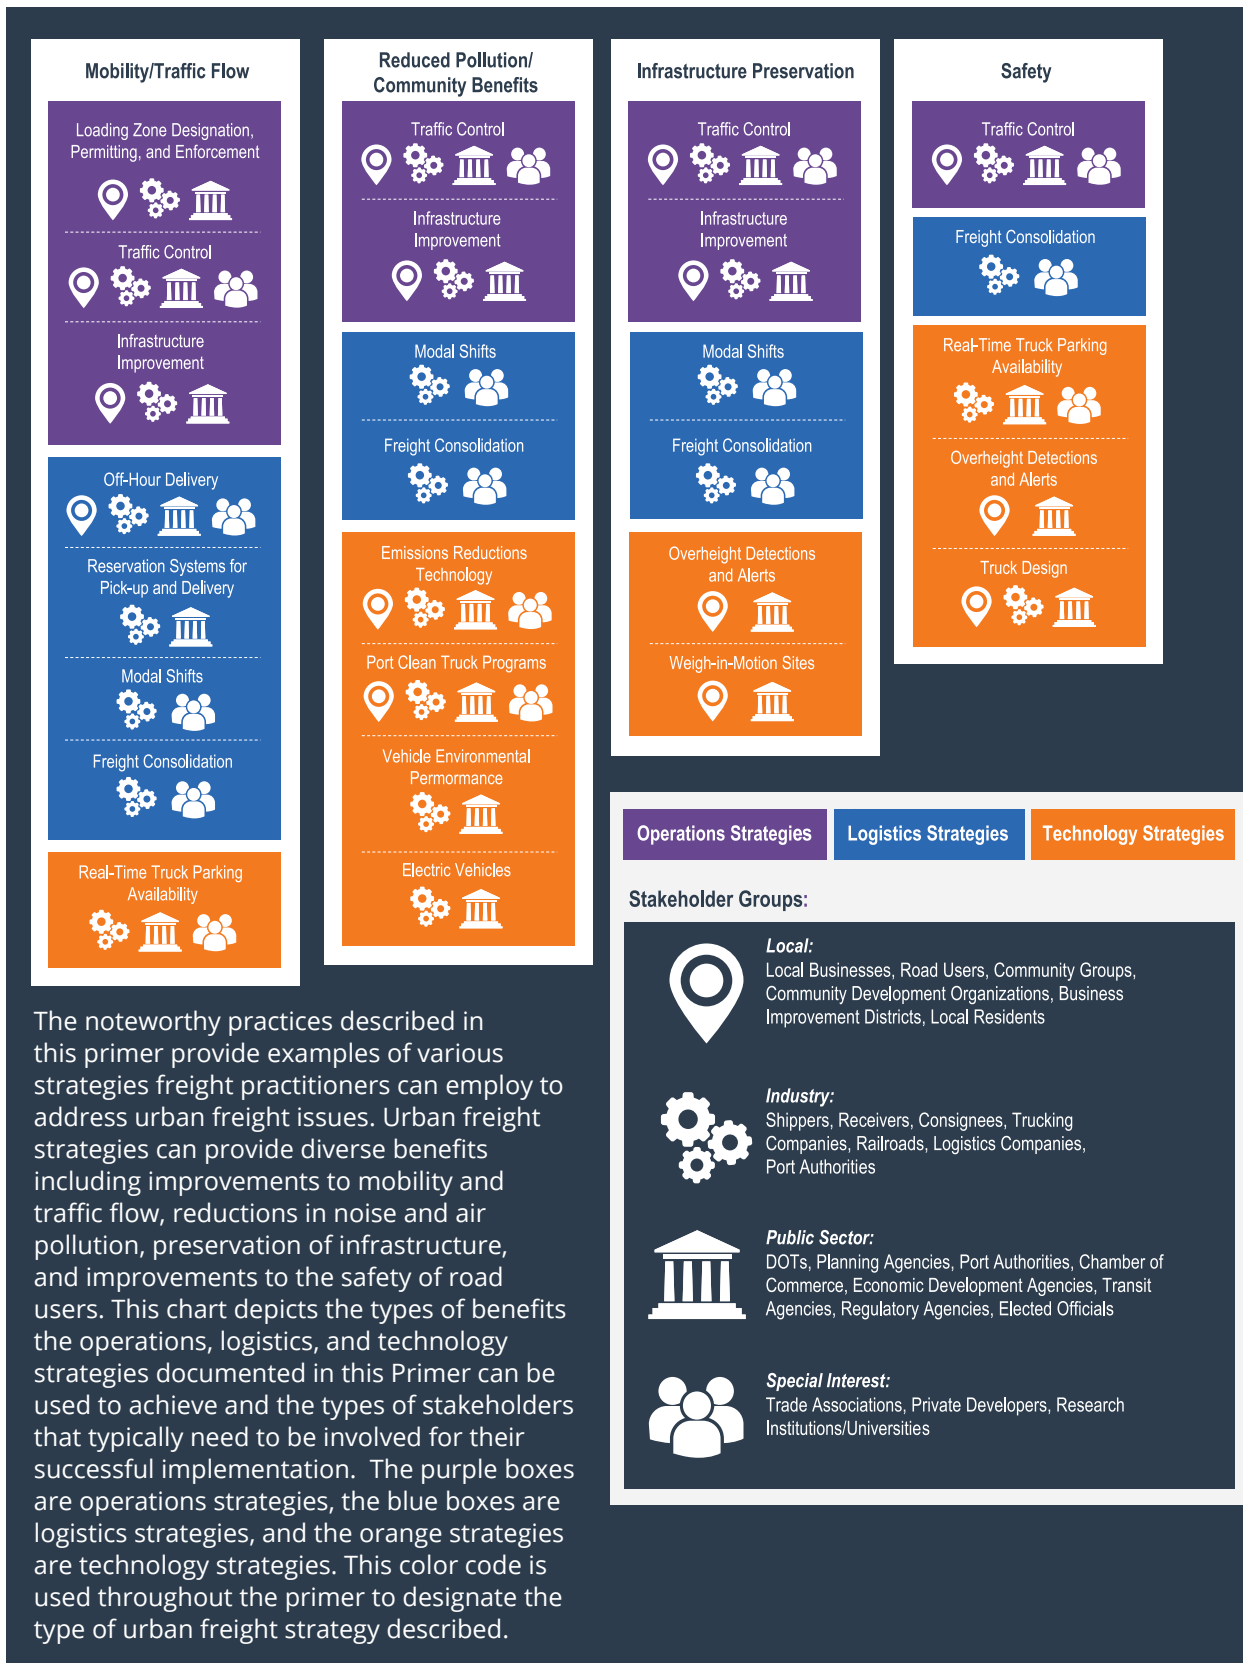 Mobility/Traffic Flow
Loading Zone Designation,
Permitting, and Enforcement
Traffic Control
Infrastructure
Improvement
Off-Hour Delivery
Reservation Systems for
Pick-up and Delivery
Modal Shifts
Freight Consolidation
Real-Time Truck Parking
Availability
Reduced Pollution/
Community Benefits
Traffic Control
Infrastructure
Improvement
Modal Shifts
Freight Consolidation
Emissions Reductions
Technology
Port Clean Truck Programs
Vehicle Environmental
Permormance
Electric Vehicles
Infrastructure Preservation
Traffic Control
Infrastructure
Improvement
Modal Shifts
Freight Consolidation
Overheight Detections
and Alerts
Weigh-in-Motion Sites
Safety
Traffic Control
Freight Consolidation
Real-Time Truck Parking
Availability
Overheight Detections
and Alerts
Truck Design
Operations Strategies
Logistics Strategies
Technology Strategies
Stakeholder Groups:
Local:
Local Businesses, Road Users, Community Groups,
Community Development Organizations, Business
Improvement Districts, Local Residents
Industry:
Shippers, Receivers, Consignees, Trucking
Companies, Railroads, Logistics Companies,
Port Authorities
Public Sector:
DOTs, Planning Agencies, Port Authorities, Chamber of
Commerce, Economic Development Agencies, Transit
Agencies, Regulatory Agencies, Elected Officials
Special Interest:
Trade Associations, Private Developers, Research
Institutions/Universities
The noteworthy practices described in
this primer provide examples of various
strategies freight practitioners can employ to
address urban freight issues. Urban freight
strategies can provide diverse benefits
including improvements to mobility and
traffic flow, reductions in noise and air
pollution, preservation of infrastructure,
and improvements to the safety of road
users. This chart depicts the types of benefits
the operations, logistics, and technology
strategies documented in this Primer can be
used to achieve and the types of stakeholders
that typically need to be involved for their
successful implementation.  The purple boxes
are operations strategies, the blue boxes are
logistics strategies, and the orange strategies
are technology strategies. This color code is
used throughout the primer to designate the
type of urban freight strategy described.